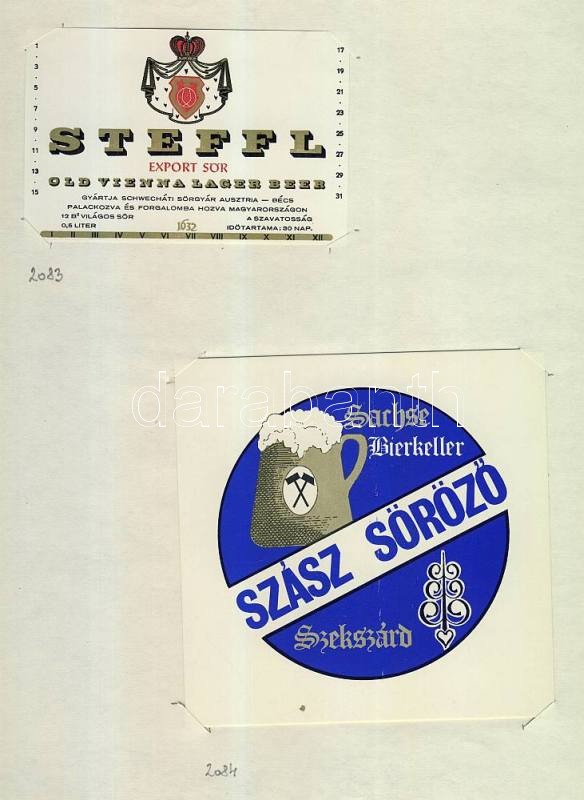 1 17
3 19
5 21
7 23
9 25
11 27
13 29
15 31
STEFFL
EXPORT SÖR
OLD VIENNA LAGER BEER
GYÁRTJA SCHWECHÁTI SÖRGYÁR AUSZTRIA — BÉCS
PALACKOZVA ÉS FORGALOMBA HOZVA MAGYARORSZÁGON
12 B° VILÁGOS SÖR A SZAVATOSSÁG
0,5 LITER 1632 IDŐTARTAMA: 30 NAP.
I II III IV V VI VII VIII IX X XI XII
2083
darabanth
Sachse
Bierkeller
SZÁSZ SÖRÖZŐ
Szekszárd
2084